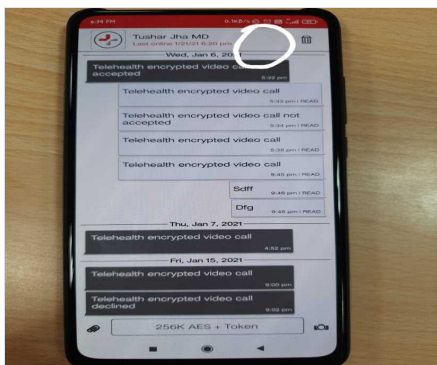 6:34 PM
Tushar Jha MD
Last online 1/21/21 6:20 pm
Wed, Jan 6, 2021
Telehealth encrypted video call
accepted
5:32 pm
Telehealth encrypted video call
5:33 pm | READ
Telehealth encrypted video call not
accepted
5:34 pm | READ
Telehealth encrypted video call
5:36 pm | READ
Telehealth encrypted video call
9:45 pm | READ
Sdff
9:46 pm | READ
Dfg
9:46 pm | READ
Thu, Jan 7, 2021
Telehealth encrypted video call
4:52 pm
Fri, Jan 15, 2021
Telehealth encrypted video call
9:00 pm
Telehealth encrypted video call
declined
9:02 pm
256K AES + Token